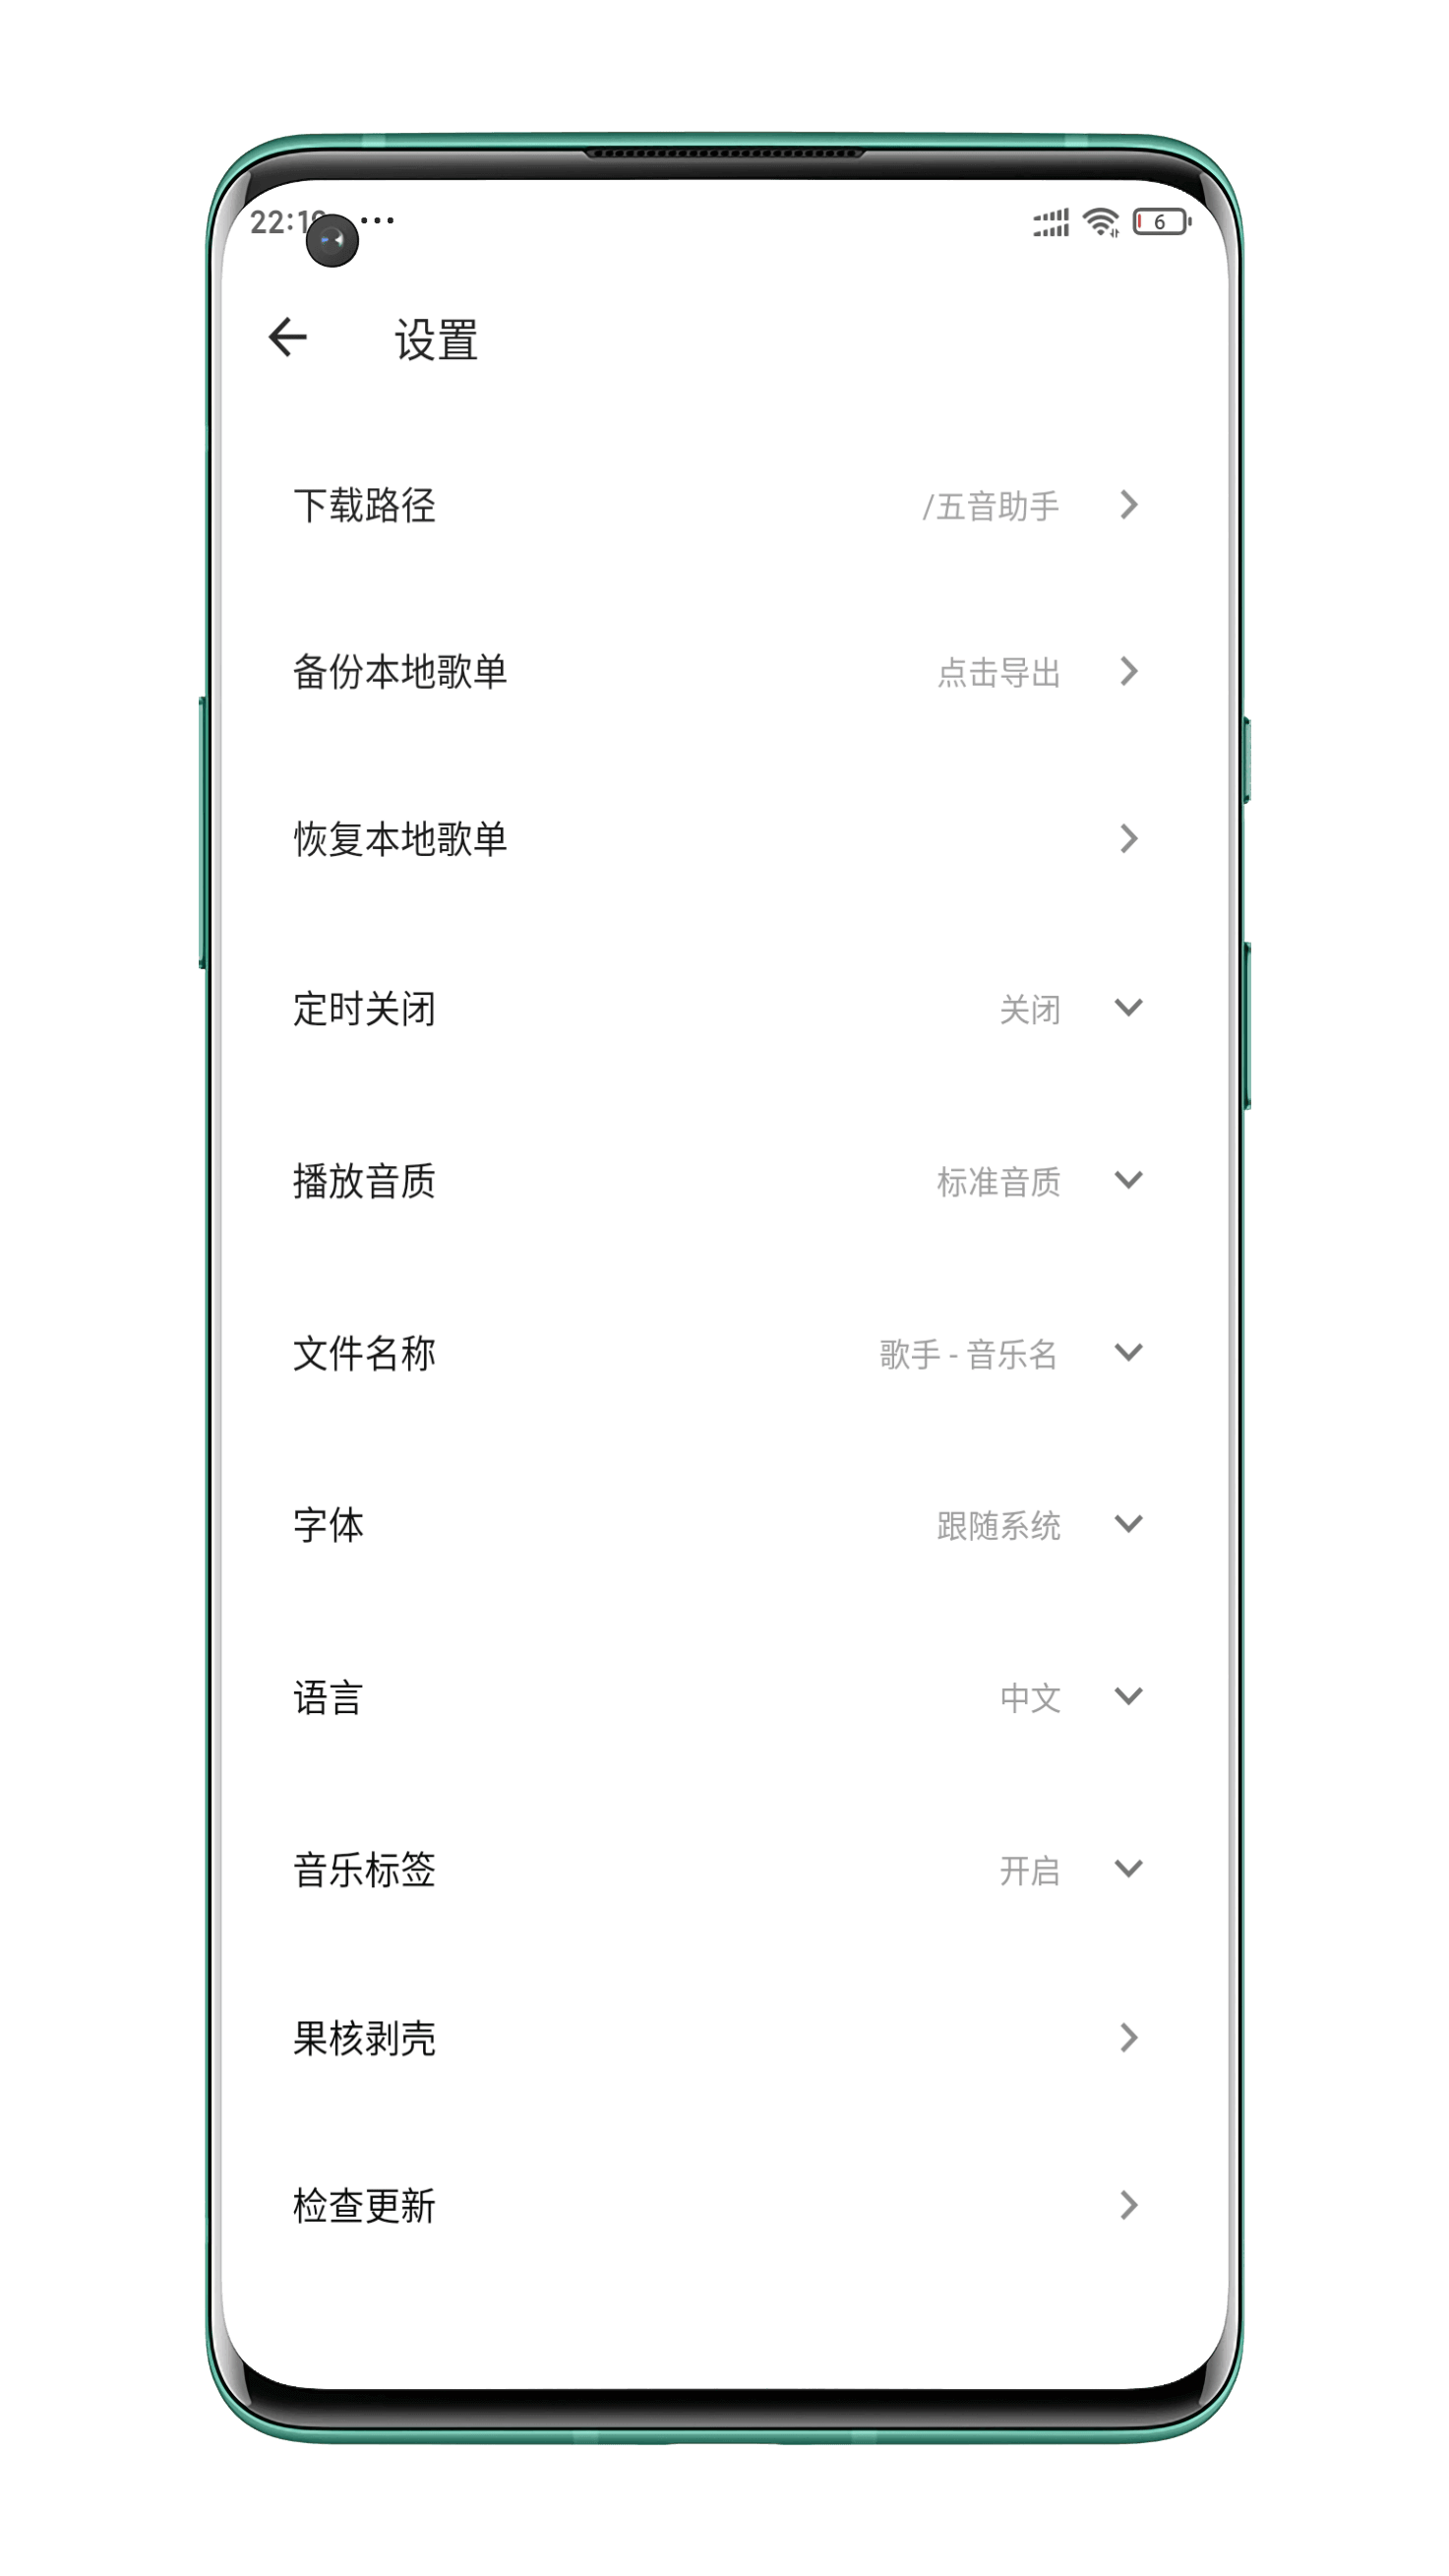 设置
6
下载路径 /五音助手
备份本地歌单 点击导出
恢复本地歌单
定时关闭 关闭
播放音质 标准音质
文件名称 歌手 - 音乐名
字体 跟随系统
语言 中文
音乐标签 开启
果核剥壳
检查更新